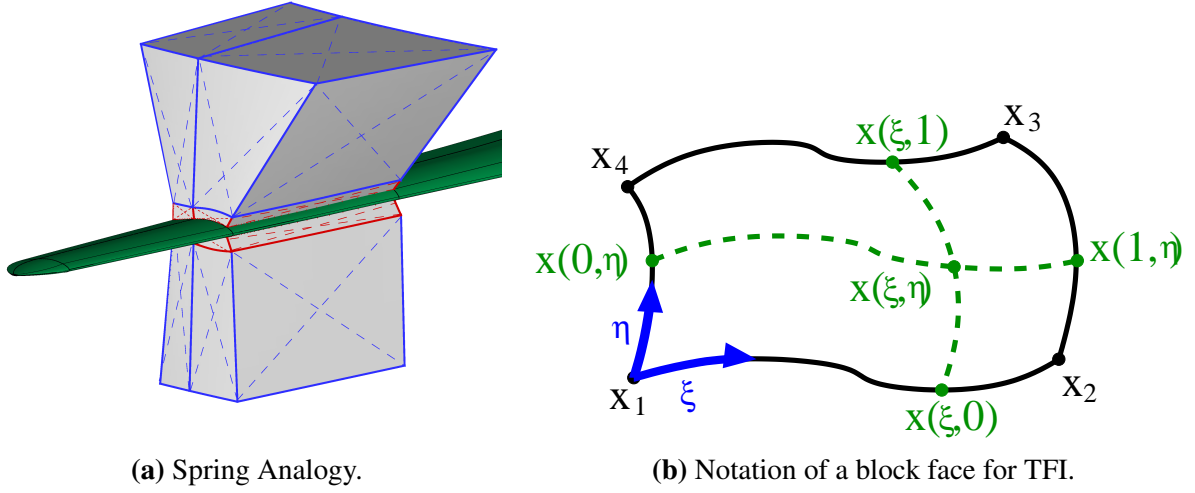 x(ξ,1)
x₃
x₄
x(0,η)
x(ξ,η)
x(1,η)
η
x₁
ξ
x₂
x(ξ,0)
(a) Spring Analogy.
(b) Notation of a block face for TFI.